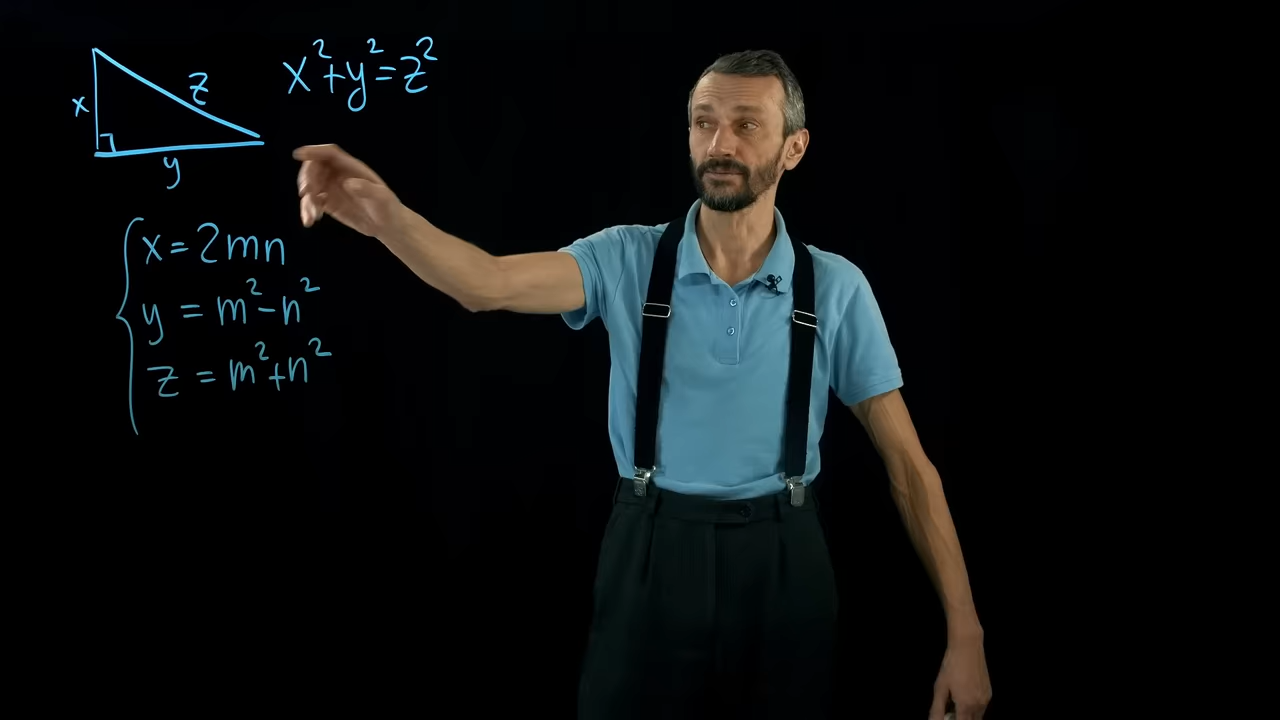 x z y
x²+y²=z²
x=2mn
y=m²-n²
z=m²+n²